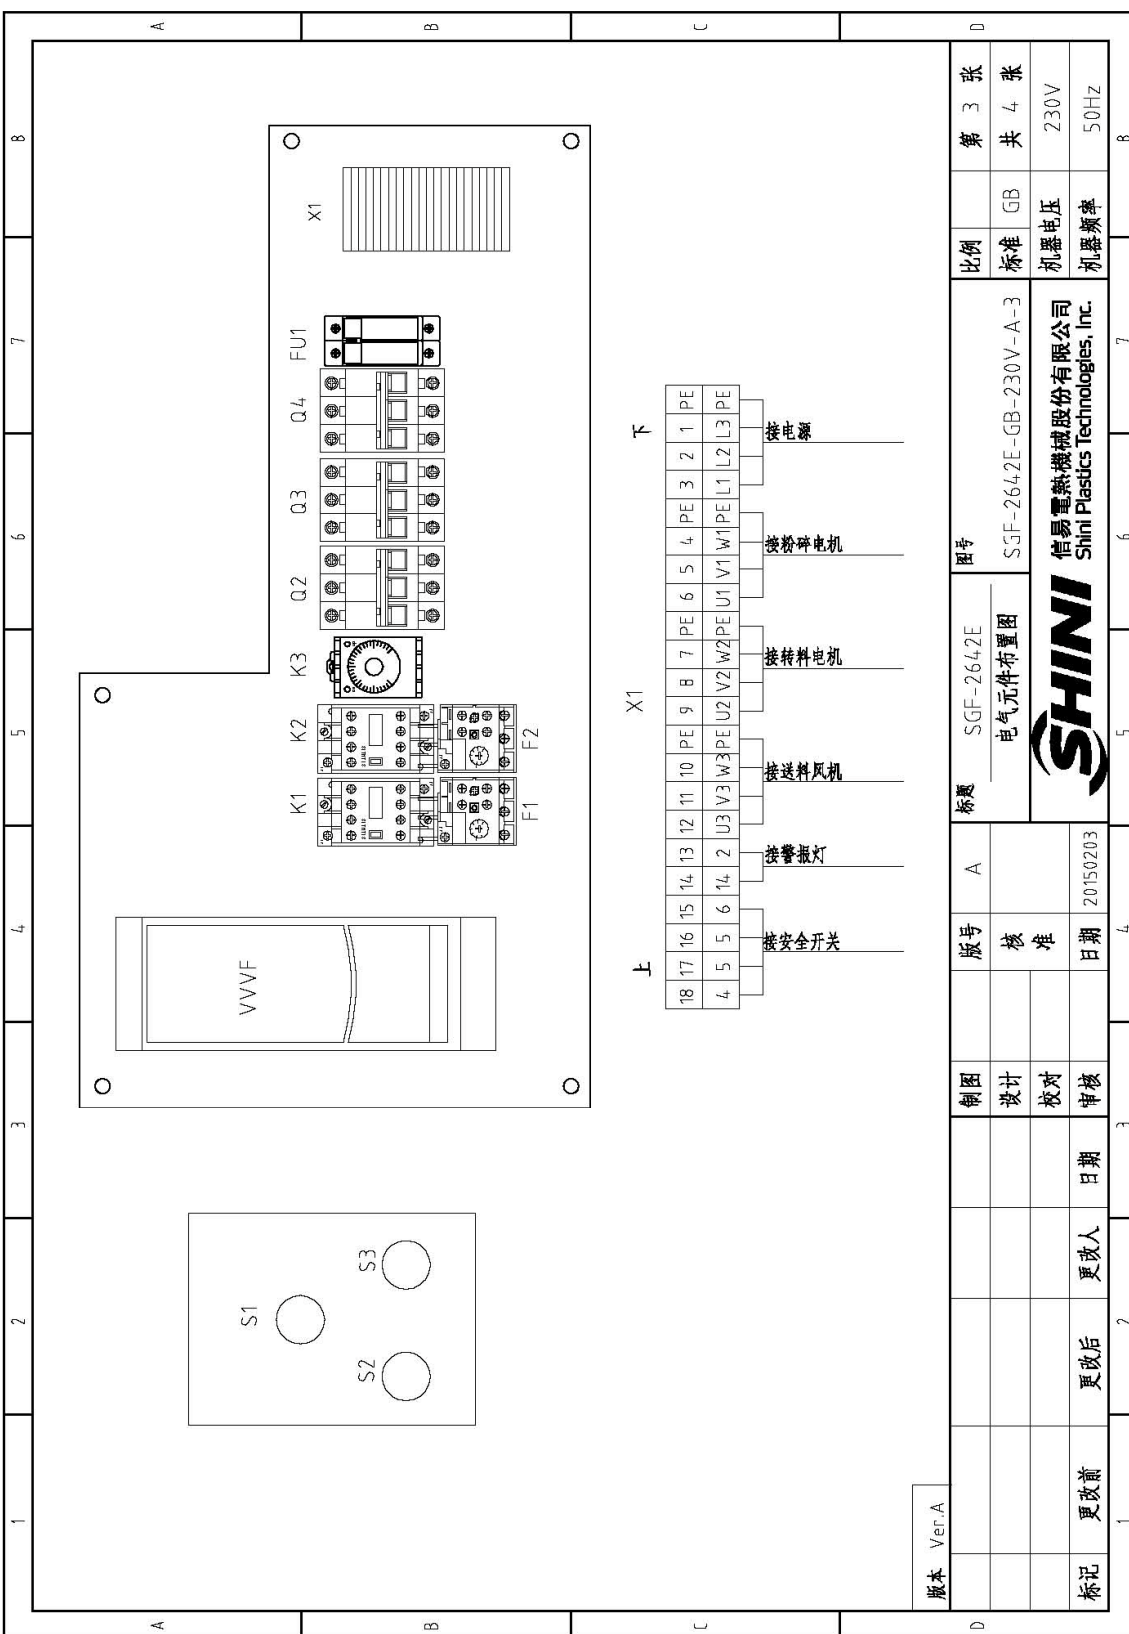 1 2 3 4 5 6 7 8
A
B
C
D
A
B
C
D
VVVF
K1 K2 K3 Q2 Q3 Q4 FU1 X1
F1 F2
S1
S2 S3
X1
上 下
18 17 16 15 14 13 12 11 10 PE 9 8 7 PE 6 5 4 PE 3 2 1 PE
4 5 5 6 14 2 U3 V3 W3 PE U2 V2 W2 PE U1 V1 W1 PE L1 L2 L3 PE
接安全开关 接警报灯 接送料风机 接转料电机 接粉碎电机 接电源
版本 Ver.A
标记 更改前 更改后 更改人 日期
制图
设计
校对
审核
版号 A
核准
日期 20150203
标题 SGF-2642E
电气元件布置图
图号
SGF-2642E-GB-230V-A-3
SHINI
信易電熱機械股份有限公司
Shini Plastics Technologies, Inc.
比例 第 3 张
标准 GB 共 4 张
机器电压 230V
机器频率 50Hz
1 2 3 4 5 6 7 8